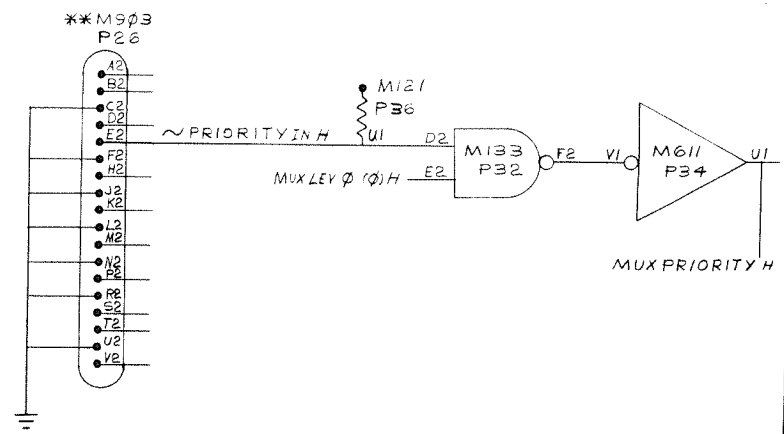 **M9φ3
P26
A2
B2
C2
D2
E2
F2
H2
J2
K2
L2
M2
N2
P2
R2
S2
T2
U2
V2
~PRIORITY IN H
M121
P36
U1
D2
MUX LEV φ (φ) H
E2
M133
P32
F2
V1
M611
P34
U1
MUX PRIORITY H